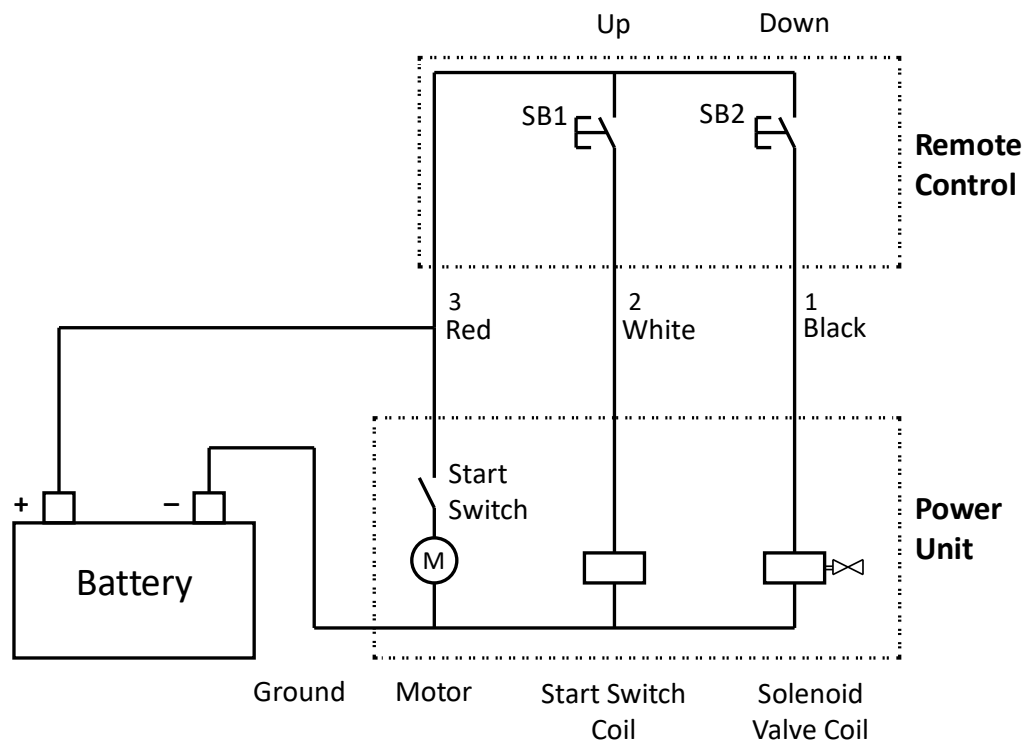 Up
Down
SB1
SB2
Remote
Control
3
Red
2
White
1
Black
Start
Switch
+
–
M
Power
Unit
Battery
Ground
Motor
Start Switch
Coil
Solenoid
Valve Coil